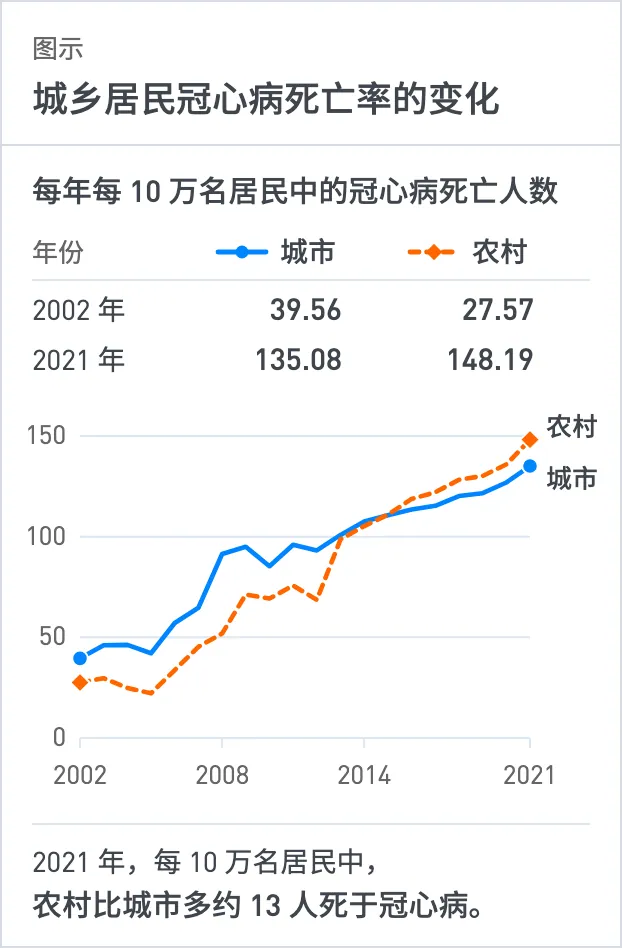 图示
城乡居民冠心病死亡率的变化
每年每 10 万名居民中的冠心病死亡人数
年份 城市 农村
2002 年 39.56 27.57
2021 年 135.08 148.19
农村
150
城市
100
50
0
2002 2008 2014 2021
2021 年，每 10 万名居民中，
农村比城市多约 13 人死于冠心病。